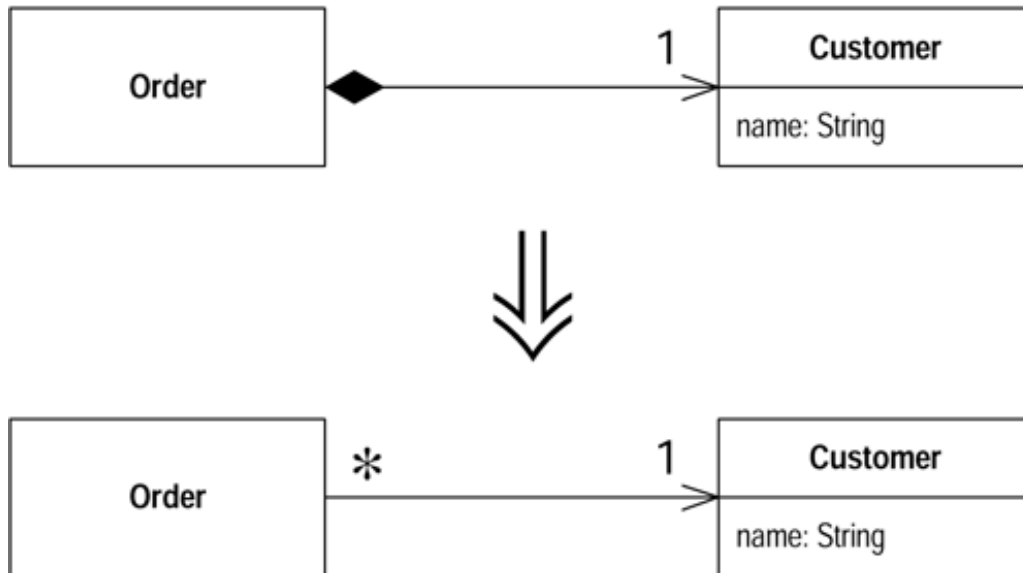 1
Customer
Order
name: String
* 1
Customer
Order
name: String